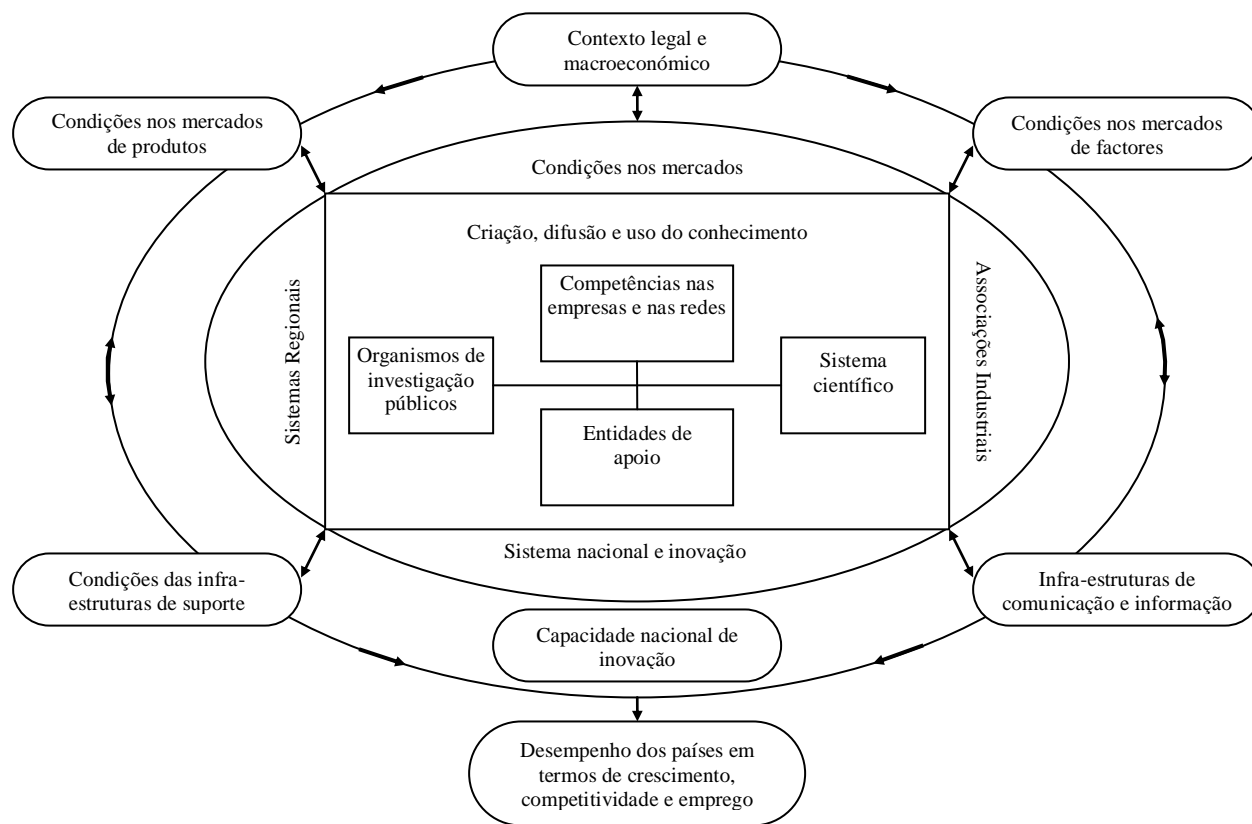 Contexto legal e
macroeconómico
Condições nos mercados
de produtos
Condições nos mercados
de factores
Condições nos mercados
Criação, difusão e uso do conhecimento
Competências nas
empresas e nas redes
Sistemas Regionais
Associações Industriais
Organismos de
investigação
públicos
Sistema
científico
Entidades de
apoio
Sistema nacional e inovação
Condições das infra-
estruturas de suporte
Infra-estruturas de
comunicação e informação
Capacidade nacional de
inovação
Desempenho dos países em
termos de crescimento,
competitividade e emprego